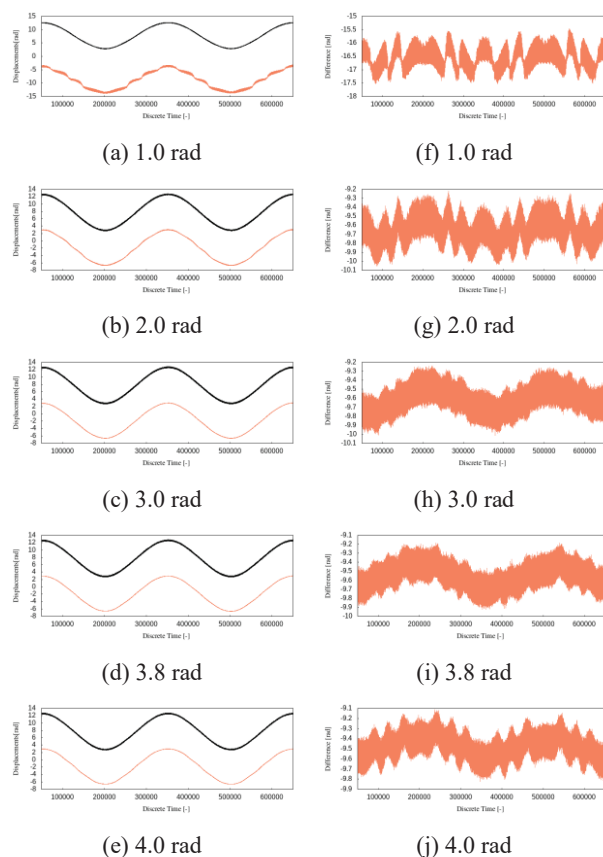 15
10
5
0
-5
-10
-15
Displacements[rad]
100000 200000 300000 400000 500000 600000
Discrete Time [-]
(a) 1.0 rad
-15
-15.5
-16
-16.5
-17
-17.5
-18
Difference [rad]
100000 200000 300000 400000 500000 600000
Discrete Time [-]
(f) 1.0 rad
14
12
10
8
6
4
2
0
-2
-4
-6
-8
Displacements[rad]
100000 200000 300000 400000 500000 600000
Discrete Time [-]
(b) 2.0 rad
-9.2
-9.3
-9.4
-9.5
-9.6
-9.7
-9.8
-9.9
-10
-10.1
Difference [rad]
100000 200000 300000 400000 500000 600000
Discrete Time [-]
(g) 2.0 rad
14
12
10
8
6
4
2
0
-2
-4
-6
-8
Displacements[rad]
100000 200000 300000 400000 500000 600000
Discrete Time [-]
(c) 3.0 rad
-9.2
-9.3
-9.4
-9.5
-9.6
-9.7
-9.8
-9.9
-10
-10.1
Difference [rad]
100000 200000 300000 400000 500000 600000
Discrete Time [-]
(h) 3.0 rad
14
12
10
8
6
4
2
0
-2
-4
-6
-8
Displacements[rad]
100000 200000 300000 400000 500000 600000
Discrete Time [-]
(d) 3.8 rad
-9.1
-9.2
-9.3
-9.4
-9.5
-9.6
-9.7
-9.8
-9.9
-10
Difference [rad]
100000 200000 300000 400000 500000 600000
Discrete Time [-]
(i) 3.8 rad
14
12
10
8
6
4
2
0
-2
-4
-6
-8
Displacements[rad]
100000 200000 300000 400000 500000 600000
Discrete Time [-]
(e) 4.0 rad
-9.1
-9.2
-9.3
-9.4
-9.5
-9.6
-9.7
-9.8
-9.9
Difference [rad]
100000 200000 300000 400000 500000 600000
Discrete Time [-]
(j) 4.0 rad